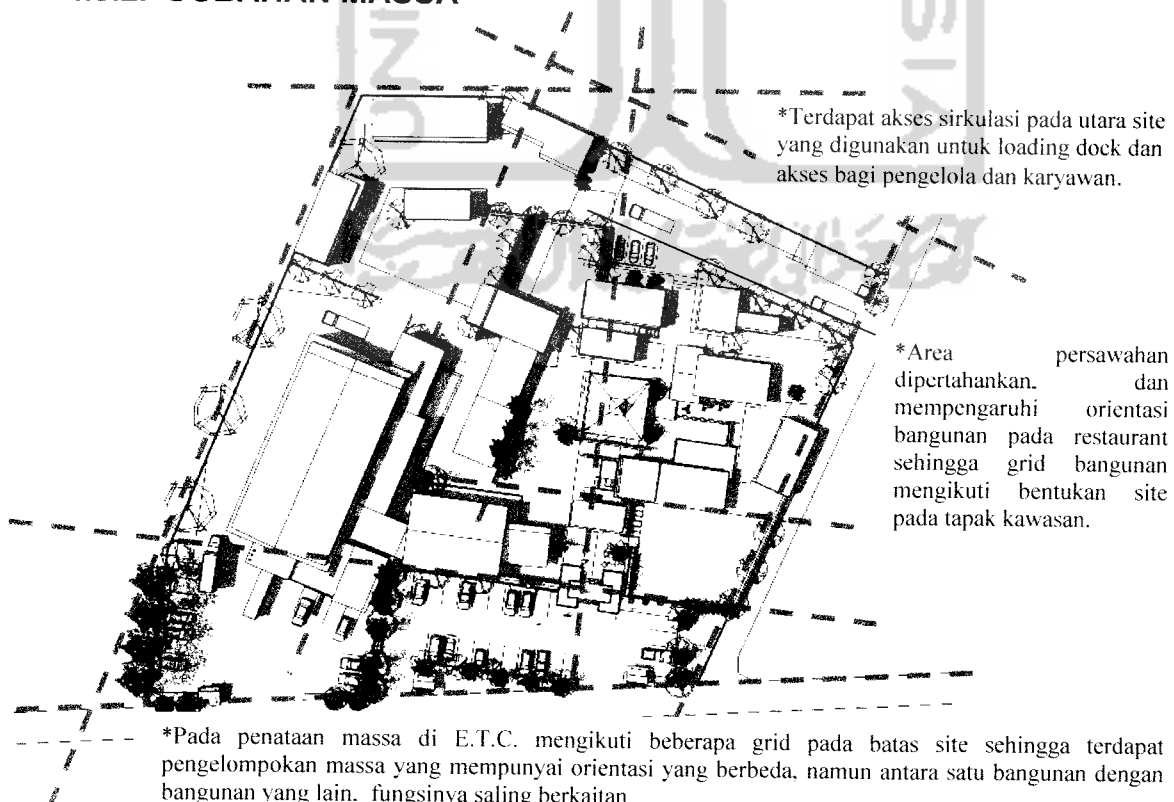 GUBAHAN MASSA
*Terdapat akses sirkulasi pada utara site
yang digunakan untuk loading dock dan
akses bagi pengelola dan karyawan.
*Area persawahan
dipertahankan, dan
mempengaruhi orientasi
bangunan pada restaurant
sehingga grid bangunan
mengikuti bentukan site
pada tapak kawasan.
*Pada penataan massa di E.T.C. mengikuti beberapa grid pada batas site sehingga terdapat
pengelompokan massa yang mempunyai orientasi yang berbeda, namun antara satu bangunan dengan
bangunan yang lain, fungsinya saling berkaitan